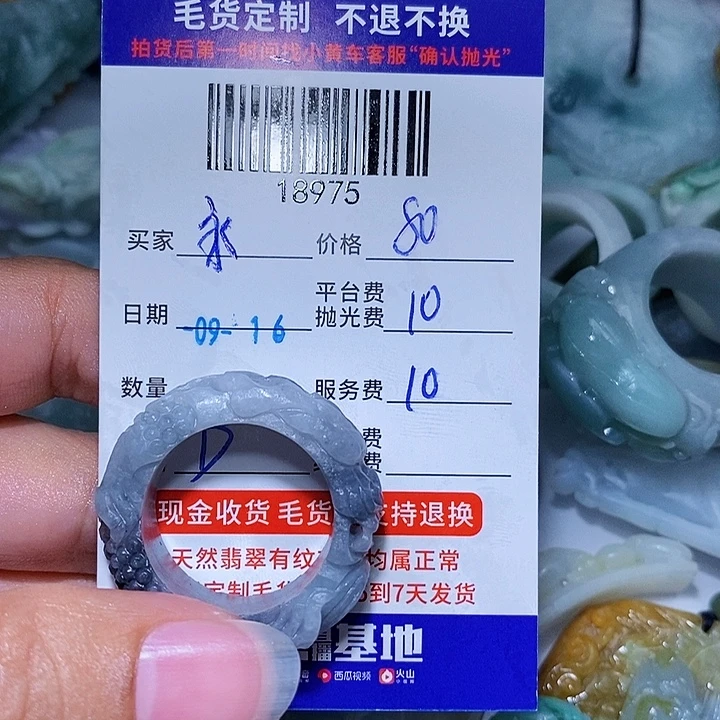 毛货定制 不退不换
拍货后第一时间找小黄车客服“确认抛光”
18975
买家 永 价格 80
日期 -09- 16 平台费 抛光费 10
数量 服务费 10
D 费 费
现金收货 毛货 支持退换
天然翡翠有纹 均属正常
定制毛 到7天发货
基地
西瓜视频 火山